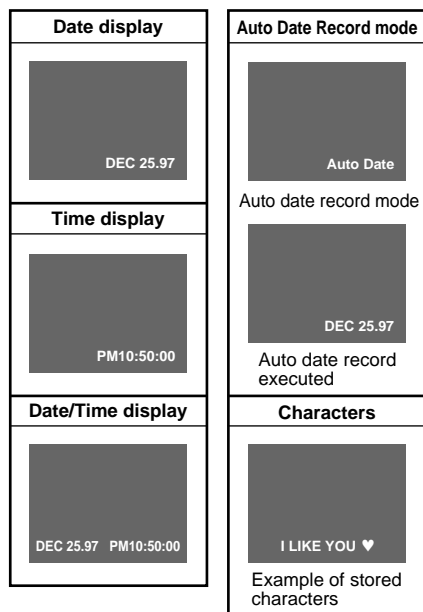 Date display
DEC 25.97
Time display
PM10:50:00
Date/Time display
DEC 25.97 PM10:50:00
Auto Date Record mode
Auto Date
Auto date record mode
DEC 25.97
Auto date record
executed
Characters
I LIKE YOU ♥
Example of stored
characters